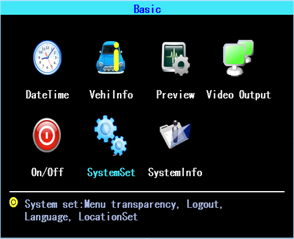 Basic
DateTime VehiInfo Preview Video Output
On/Off SystemSet SystemInfo
System set:Menu transparency, Logout,
Language, LocationSet